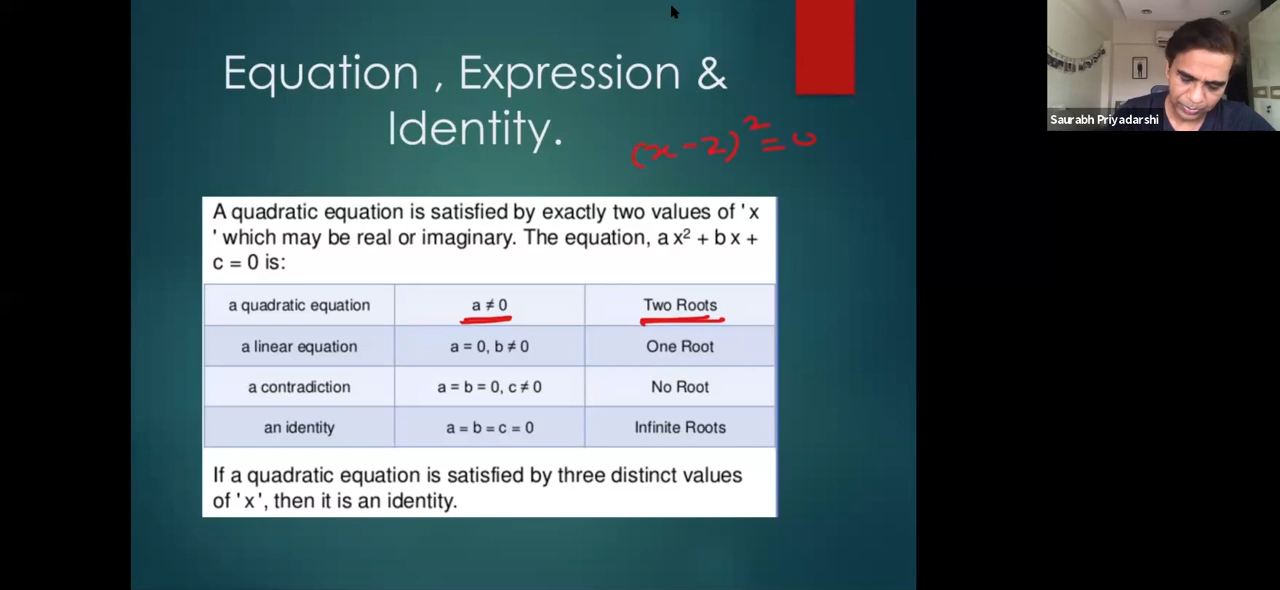 Equation , Expression &
Identity.
(x-2)² = 0
A quadratic equation is satisfied by exactly two values of ' x
' which may be real or imaginary. The equation, a x² + b x +
c = 0 is:
a quadratic equation a ≠ 0 Two Roots
a linear equation a = 0, b ≠ 0 One Root
a contradiction a = b = 0, c ≠ 0 No Root
an identity a = b = c = 0 Infinite Roots
If a quadratic equation is satisfied by three distinct values
of ' x', then it is an identity.
Saurabh Priyadarshi